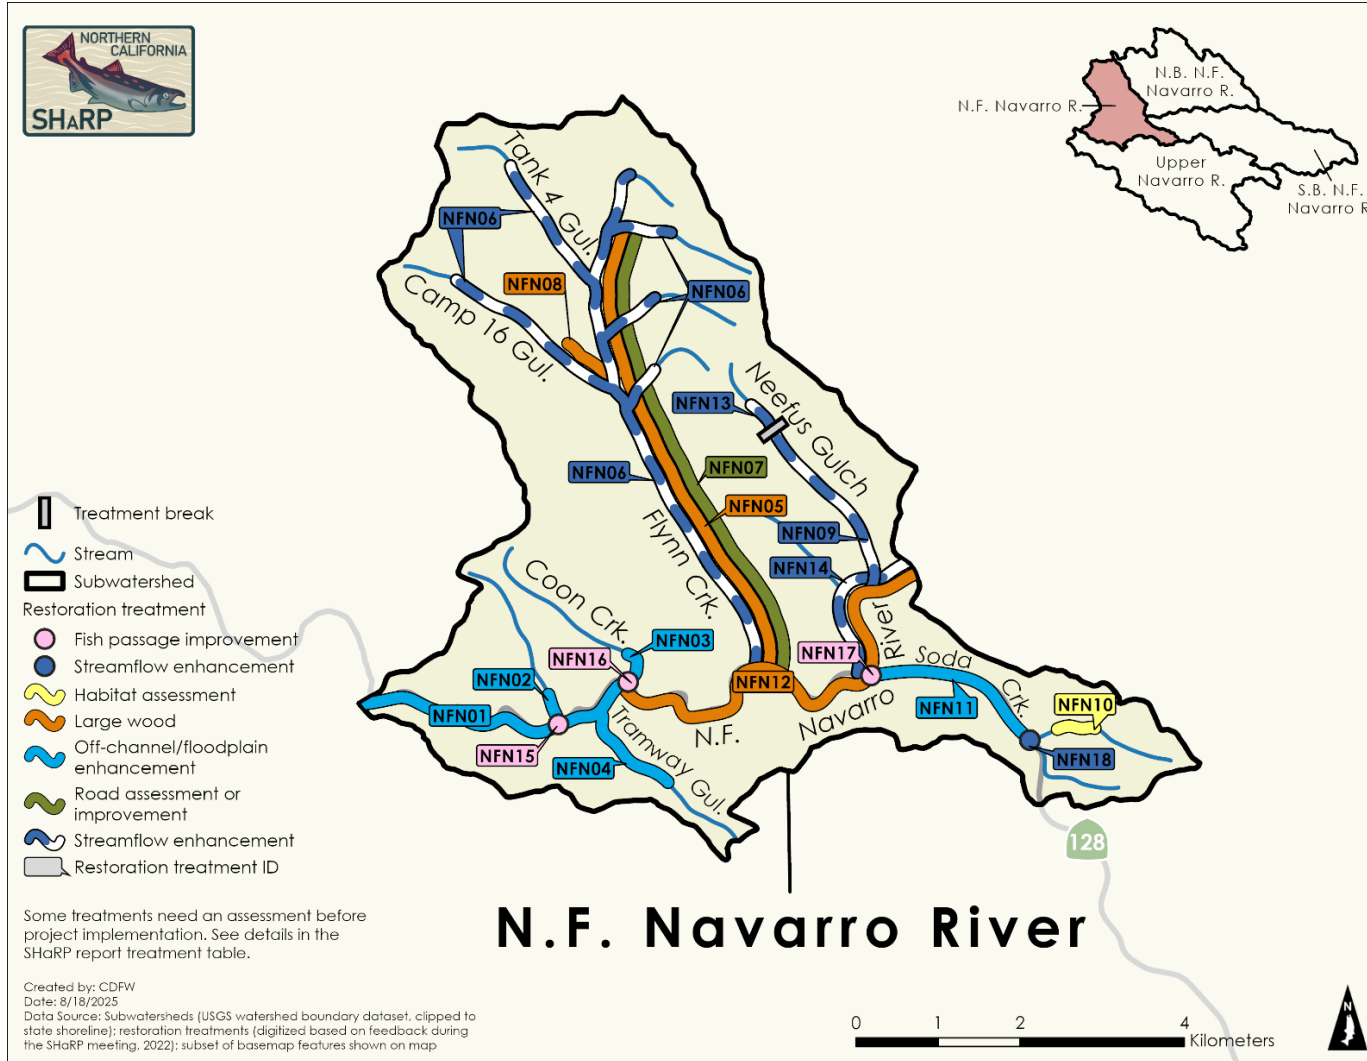 NORTHERN
CALIFORNIA
SHaRP
N.B. N.F.
Navarro R.
N.F. Navarro R.
Upper
Navarro R.
S.B. N.F.
Navarro R
Tank 4 Gul.
NFN06
NFN08
NFN06
Camp 16 Gul.
Neefus Gulch
NFN13
NFN06
NFN07
NFN05
NFN09
NFN14
Flynn Crk.
Coon Crk.
NFN03
NFN16
NFN17
River
Soda
Crk.
NFN02
NFN12
NFN01
NFN11
NFN10
Navarro
N.F.
Tramway Gul.
NFN15
NFN04
NFN18
128
Treatment break
Stream
Subwatershed
Restoration treatment
Fish passage improvement
Streamflow enhancement
Habitat assessment
Large wood
Off-channel/floodplain
enhancement
Road assessment or
improvement
Streamflow enhancement
Restoration treatment ID
Some treatments need an assessment before
project implementation. See details in the
SHaRP report treatment table.
N.F. Navarro River
Created by: CDFW
Date: 8/18/2025
Data Source: Subwatersheds (USGS watershed boundary dataset, clipped to
state shoreline); restoration treatments (digitized based on feedback during
the SHaRP meeting, 2022); subset of basemap features shown on map
0 1 2 4
Kilometers
N